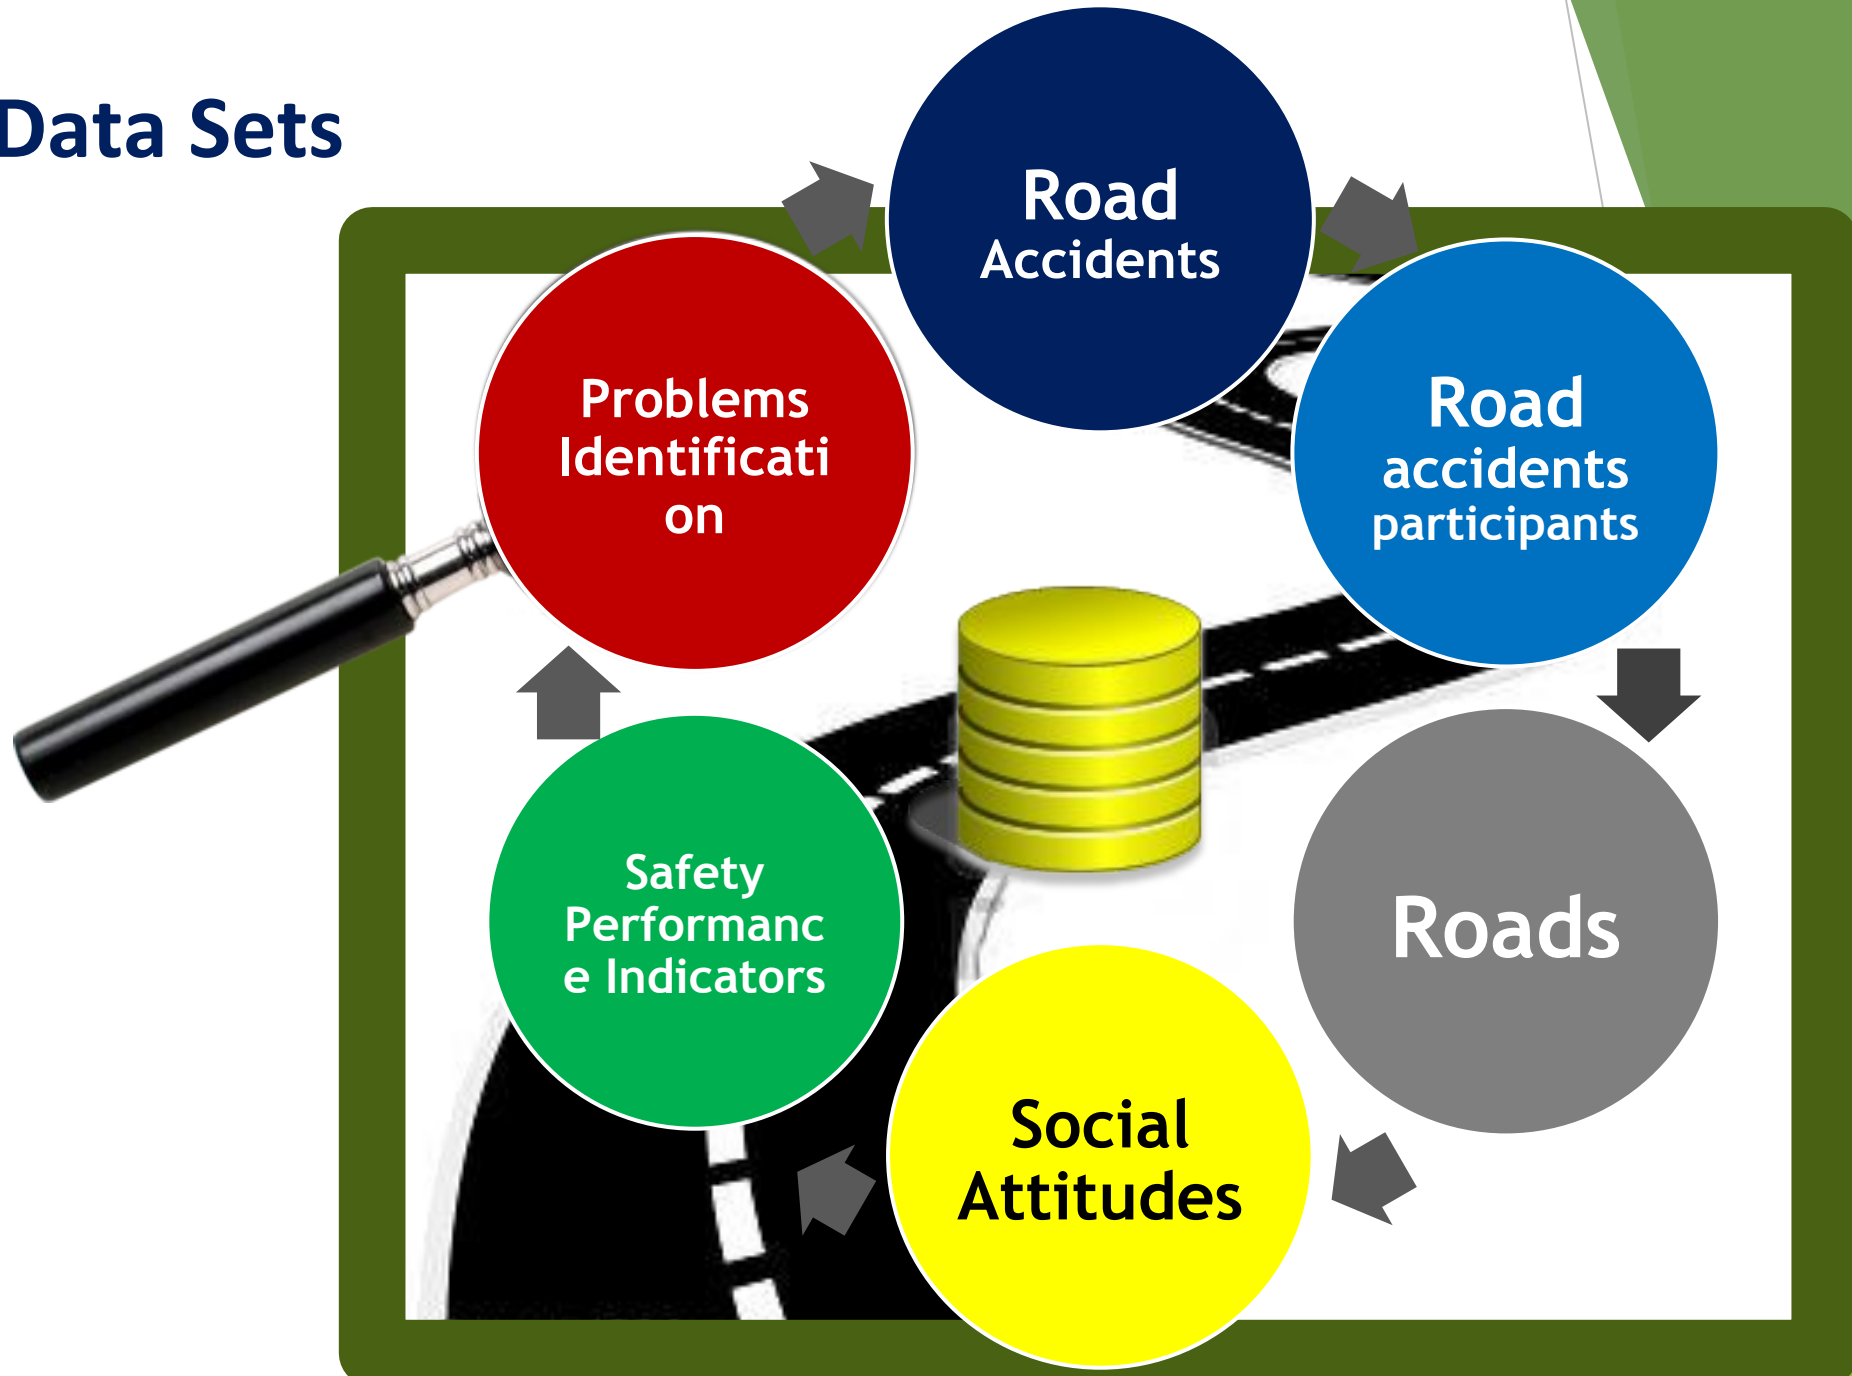 Data Sets
Road
Accidents
Road
accidents
participants
Roads
Social
Attitudes
Safety
Performanc
e Indicators
Problems
Identificati
on